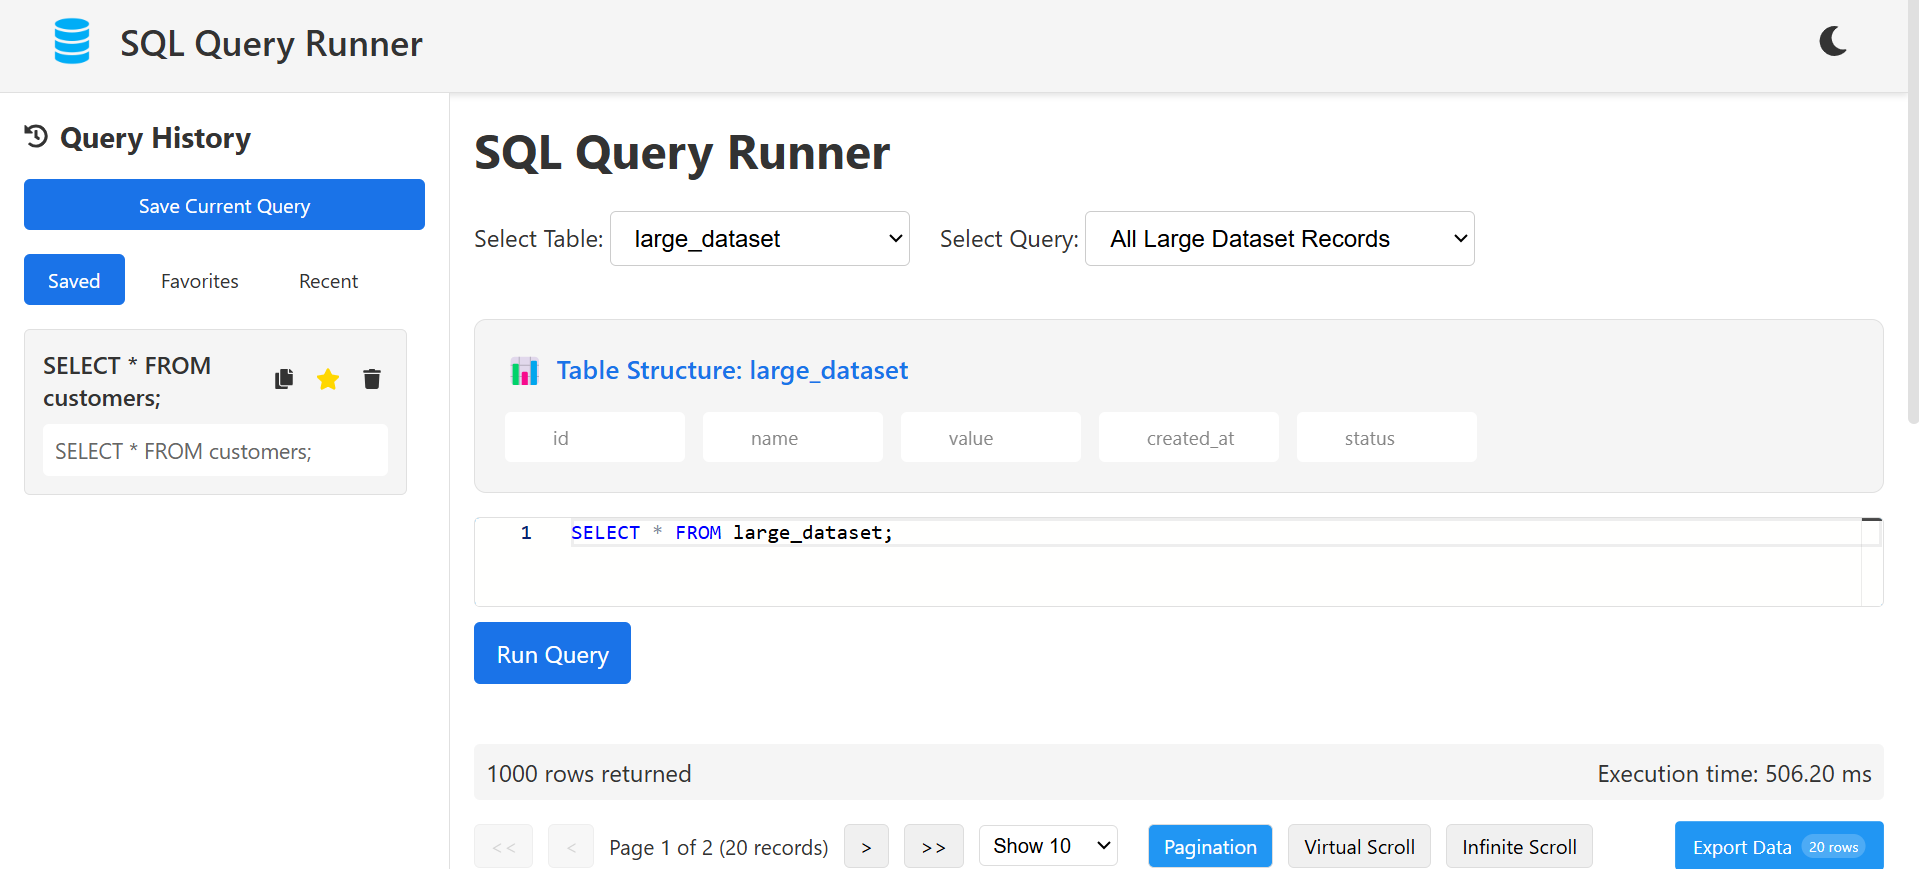 SQL Query Runner
Query History
Save Current Query
Saved Favorites Recent
SELECT * FROM
customers;
SELECT * FROM customers;
SQL Query Runner
Select Table: large_dataset Select Query: All Large Dataset Records
Table Structure: large_dataset
id name value created_at status
1 SELECT * FROM large_dataset;
Run Query
1000 rows returned Execution time: 506.20 ms
<< < Page 1 of 2 (20 records) > >> Show 10 Pagination Virtual Scroll Infinite Scroll Export Data 20 rows